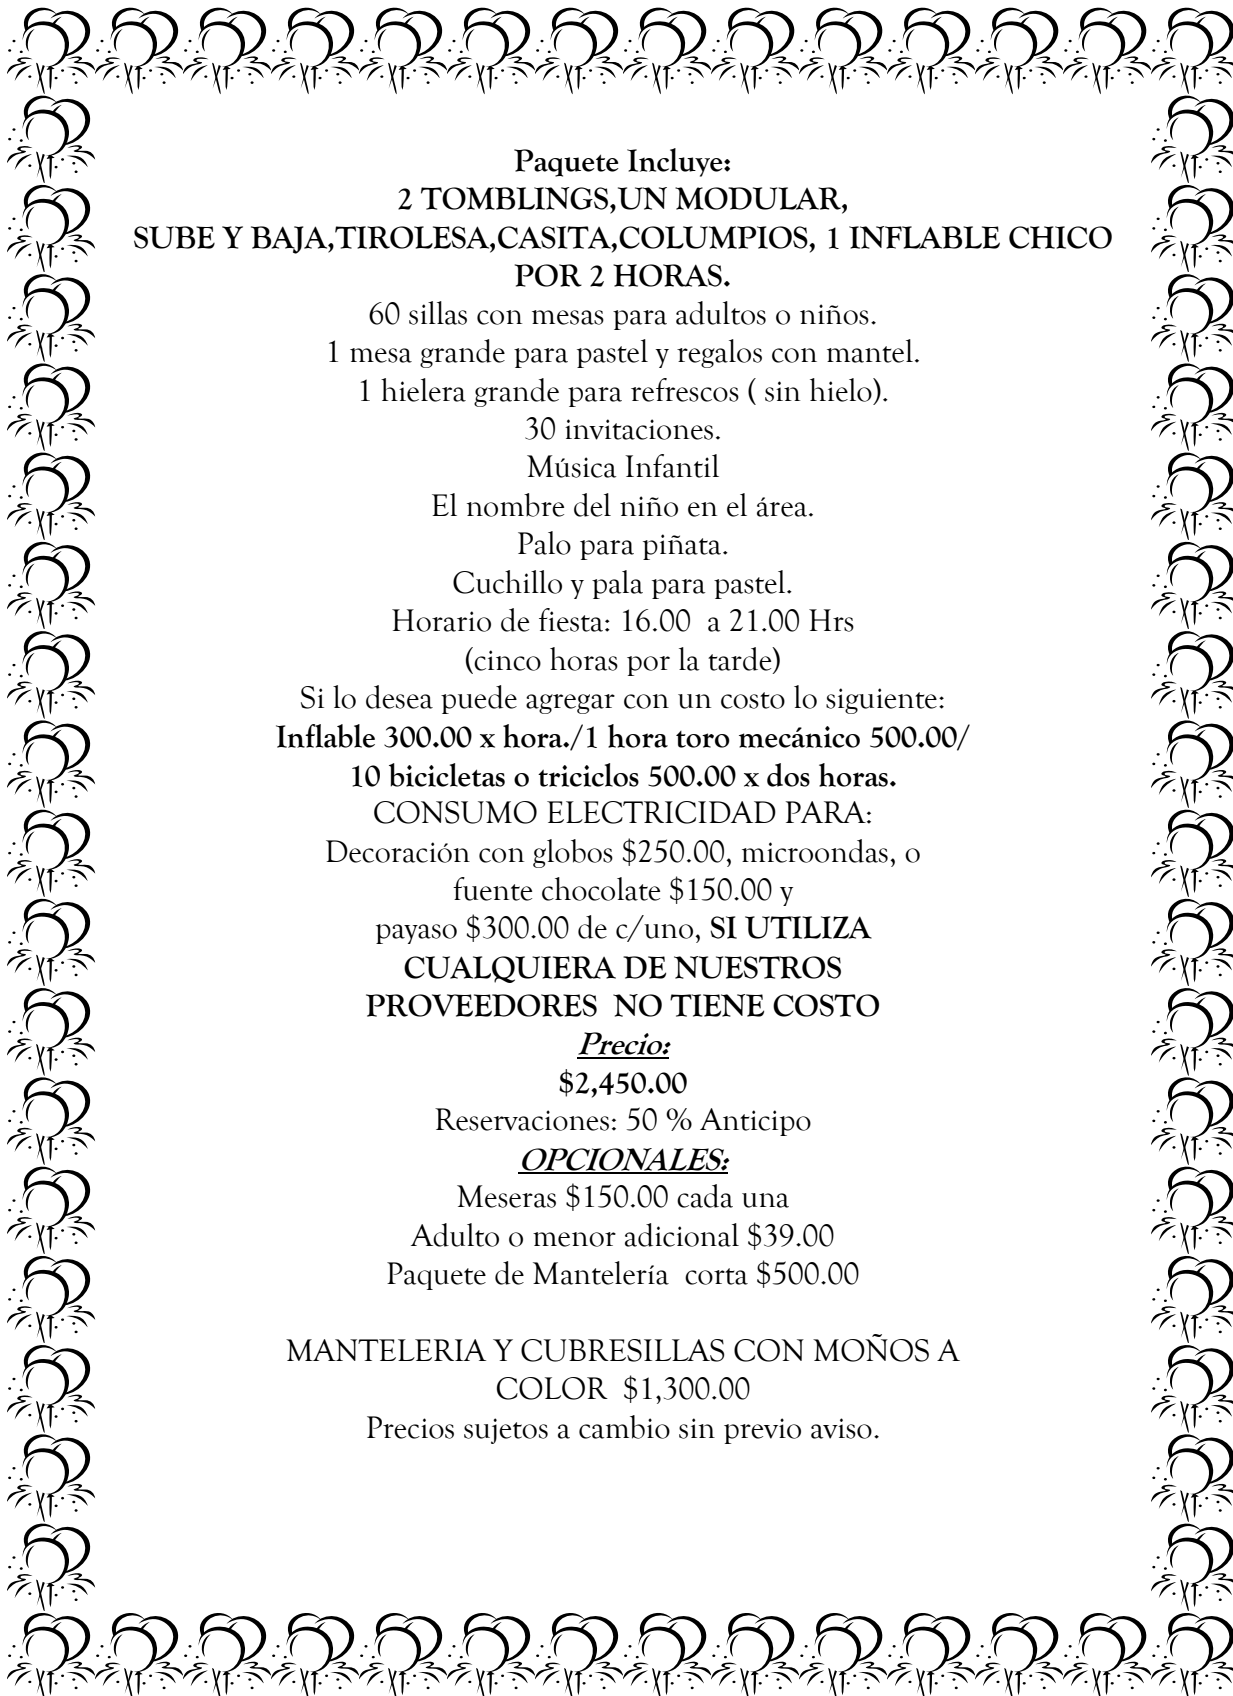 Paquete Incluye:
2 TOMBLINGS,UN MODULAR,
SUBE Y BAJA,TIROLESA,CASITA,COLUMPIOS, 1 INFLABLE CHICO
POR 2 HORAS.
60 sillas con mesas para adultos o niños.
1 mesa grande para pastel y regalos con mantel.
1 hielera grande para refrescos ( sin hielo).
30 invitaciones.
Música Infantil
El nombre del niño en el área.
Palo para piñata.
Cuchillo y pala para pastel.
Horario de fiesta: 16.00 a 21.00 Hrs
(cinco horas por la tarde)
Si lo desea puede agregar con un costo lo siguiente:
Inflable 300.00 x hora./1 hora toro mecánico 500.00/
10 bicicletas o triciclos 500.00 x dos horas.
CONSUMO ELECTRICIDAD PARA:
Decoración con globos $250.00, microondas, o
fuente chocolate $150.00 y
payaso $300.00 de c/uno, SI UTILIZA
CUALQUIERA DE NUESTROS
PROVEEDORES NO TIENE COSTO
Precio:
$2,450.00
Reservaciones: 50 % Anticipo
OPCIONALES:
Meseras $150.00 cada una
Adulto o menor adicional $39.00
Paquete de Mantelería corta $500.00
MANTELERIA Y CUBRESILLAS CON MOÑOS A
COLOR $1,300.00
Precios sujetos a cambio sin previo aviso.